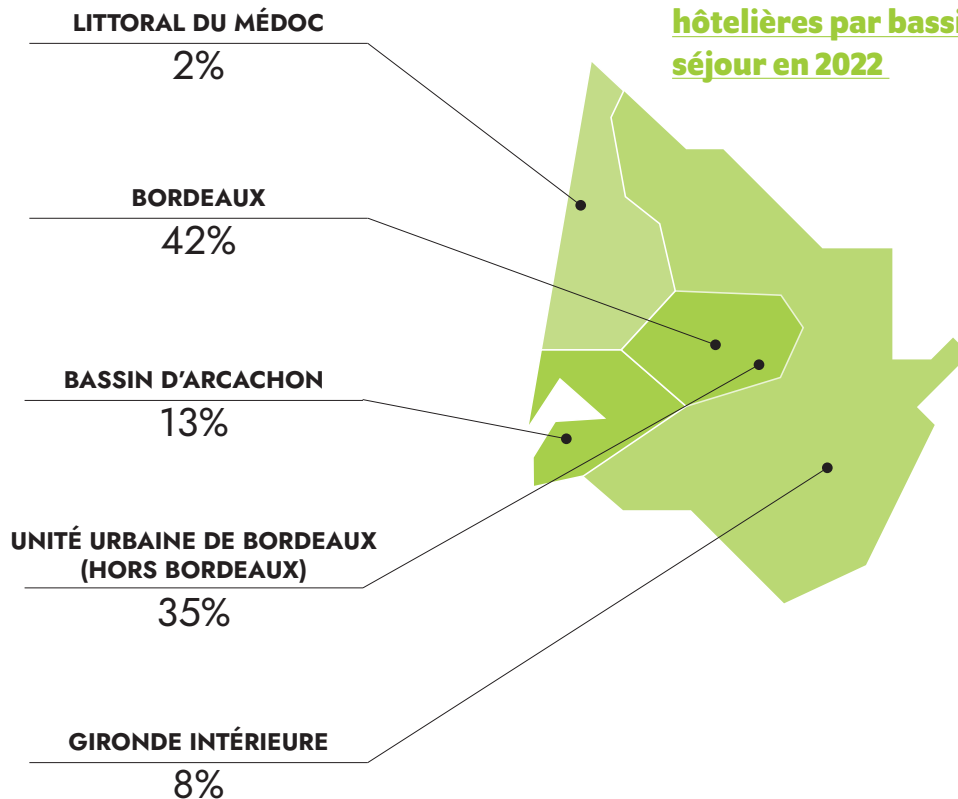 hôtelières par bassi
séjour en 2022
LITTORAL DU MÉDOC
2%
BORDEAUX
42%
BASSIN D'ARCACHON
13%
UNITÉ URBAINE DE BORDEAUX
(HORS BORDEAUX)
35%
GIRONDE INTÉRIEURE
8%